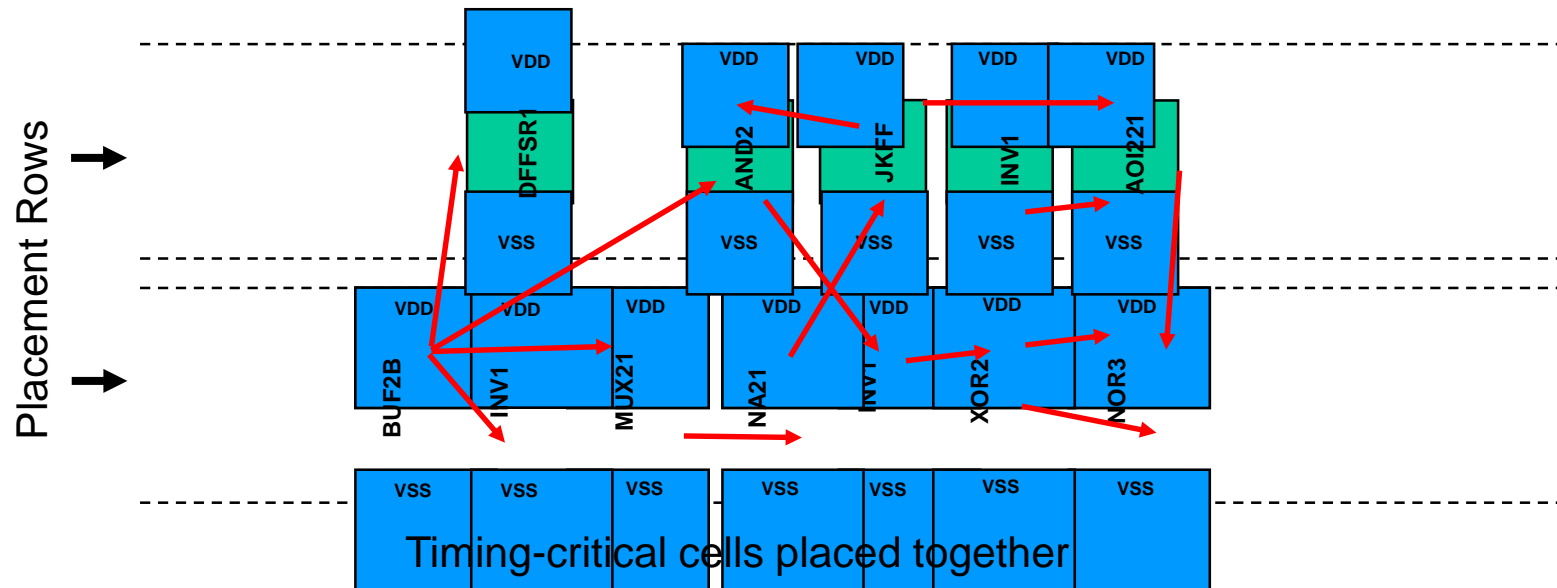 Placement Rows
VDD
VDD
VDD
VDD
VDD
DFFSR1
AND2
JKFF
INV1
AOI221
VSS
VSS
VSS
VSS
VSS
VDD
VDD
VDD
VDD
VDD
VDD
VDD
BUF2B
INV1
MUX21
NA21
INV1
XOR2
NOR3
VSS
VSS
VSS
VSS
VSS
VSS
VSS
Timing-critical cells placed together